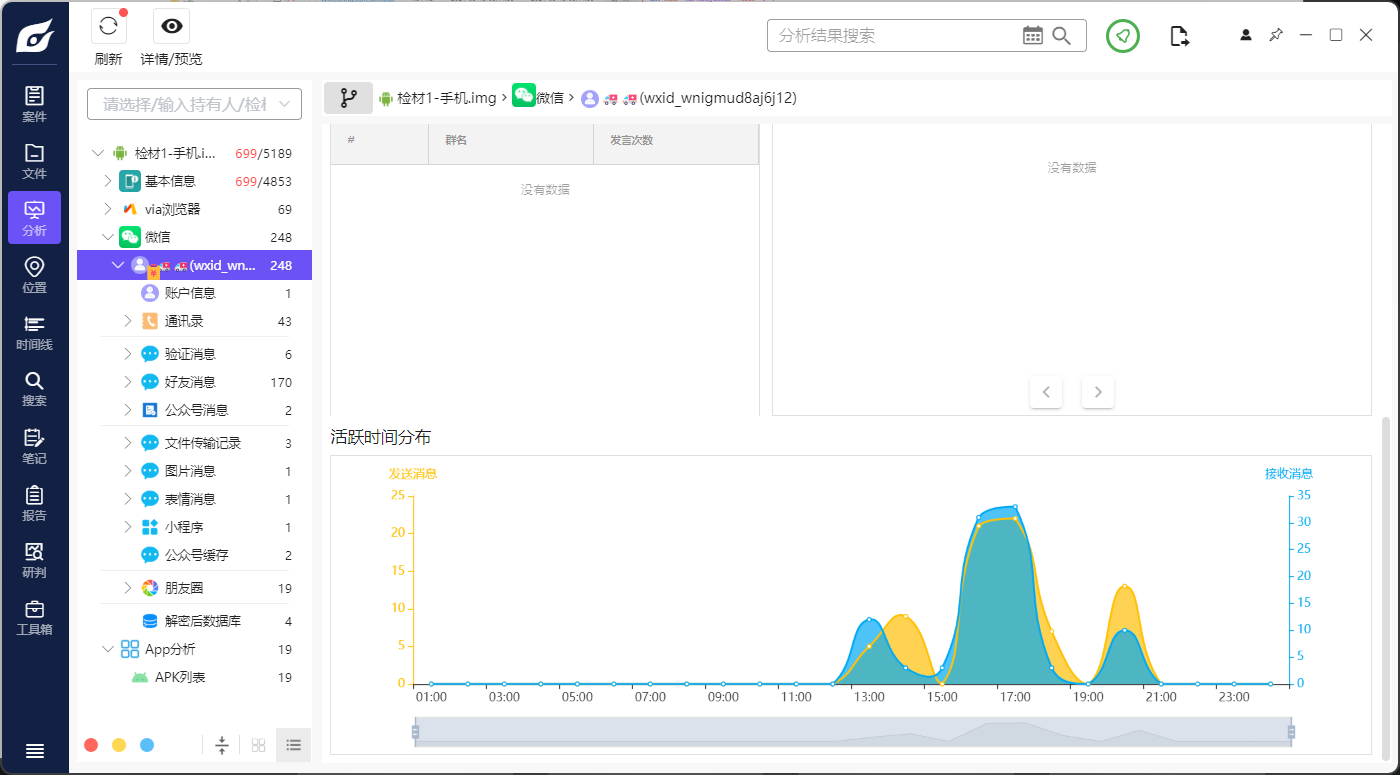 刷新
详情/预览
分析结果搜索
案件
文件
分析
位置
时间线
搜索
笔记
报告
研判
工具箱
请选择/输入持有人/检材
检材1-手机.i... 699/5189
基本信息 699/4853
via浏览器 69
微信 248
(wxid_wn... 248
账户信息 1
通讯录 43
验证消息 6
好友消息 170
公众号消息 2
文件传输记录 3
图片消息 1
表情消息 1
小程序 1
公众号缓存 2
朋友圈 19
解密后数据库 4
App分析 19
APK列表 19
检材1-手机.img › 微信 › (wxid_wnigmud8aj6j12)
# 群名 发言次数
没有数据
没有数据
活跃时间分布
发送消息 接收消息
25
20
15
10
5
0
35
30
25
20
15
10
5
0
01:00 03:00 05:00 07:00 09:00 11:00 13:00 15:00 17:00 19:00 21:00 23:00